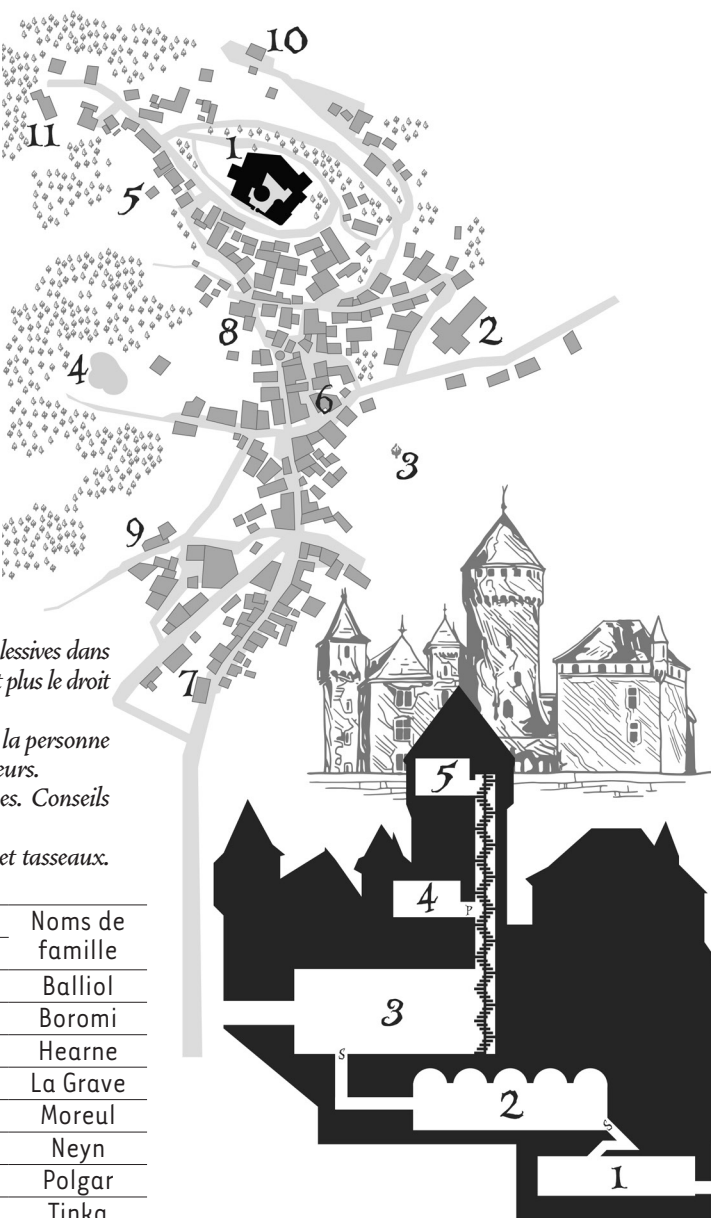 10
11
1
5
2
8
4
6
3
9
7
lessives dans
t plus le droit
la personne
eurs.
es. Conseils
et tasseaux.
Noms de
famille
Balliol
Boromi
Hearne
La Grave
Moreul
Neyn
Polgar
Tinka
5
4
P
3
S
2
S
1